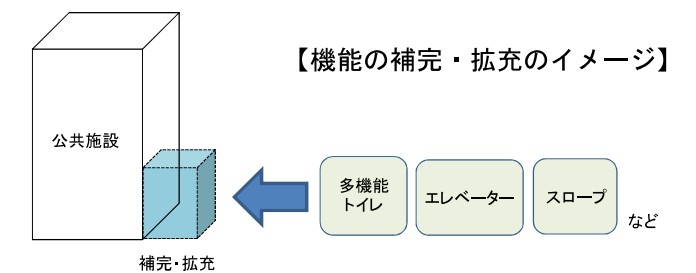 【機能の補完・拡充のイメージ】
公共施設
多機能
トイレ
エレベーター
スロープ
など
補完・拡充